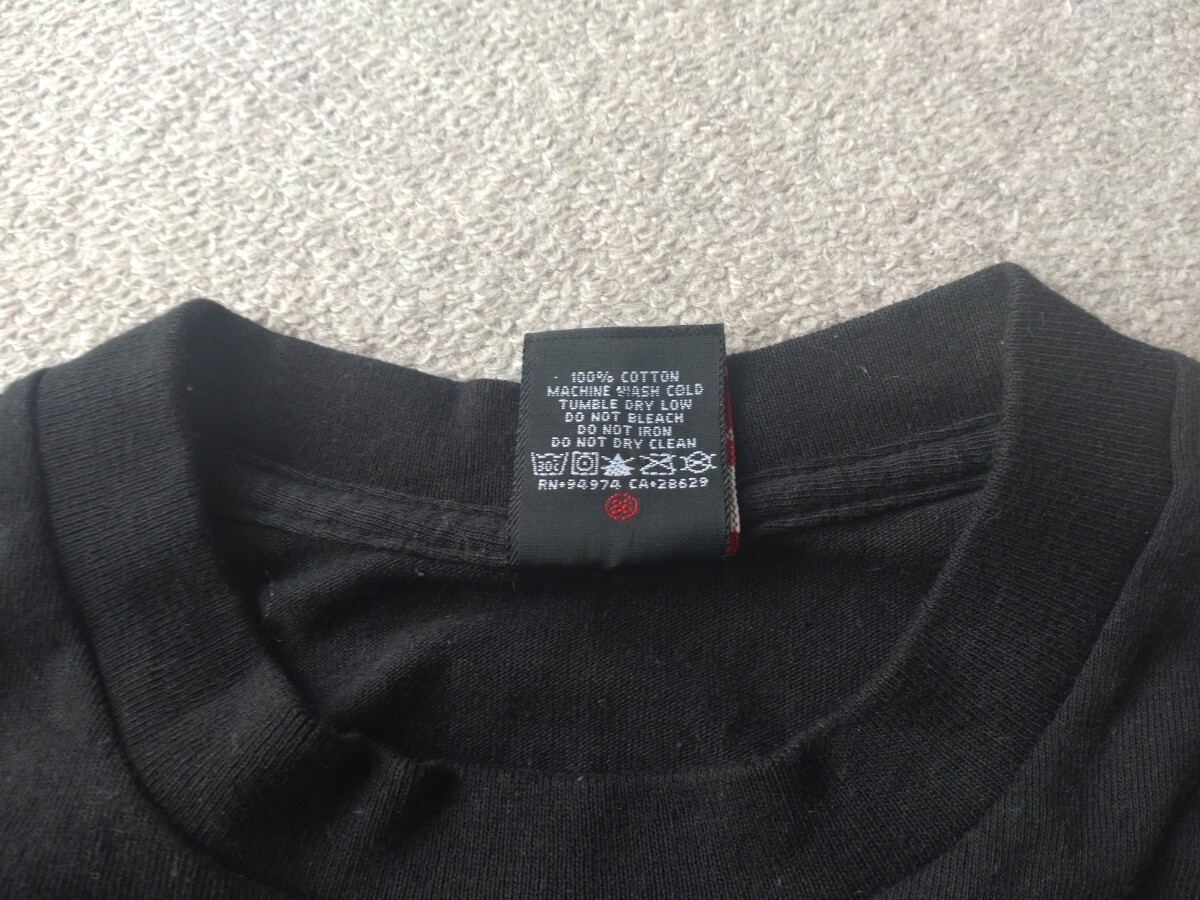 100% COTTON
MACHINE WASH COLD
TUMBLE DRY LOW
DO NOT BLEACH
DO NOT IRON
DO NOT DRY CLEAN
30c
RN•94974 CA•28629